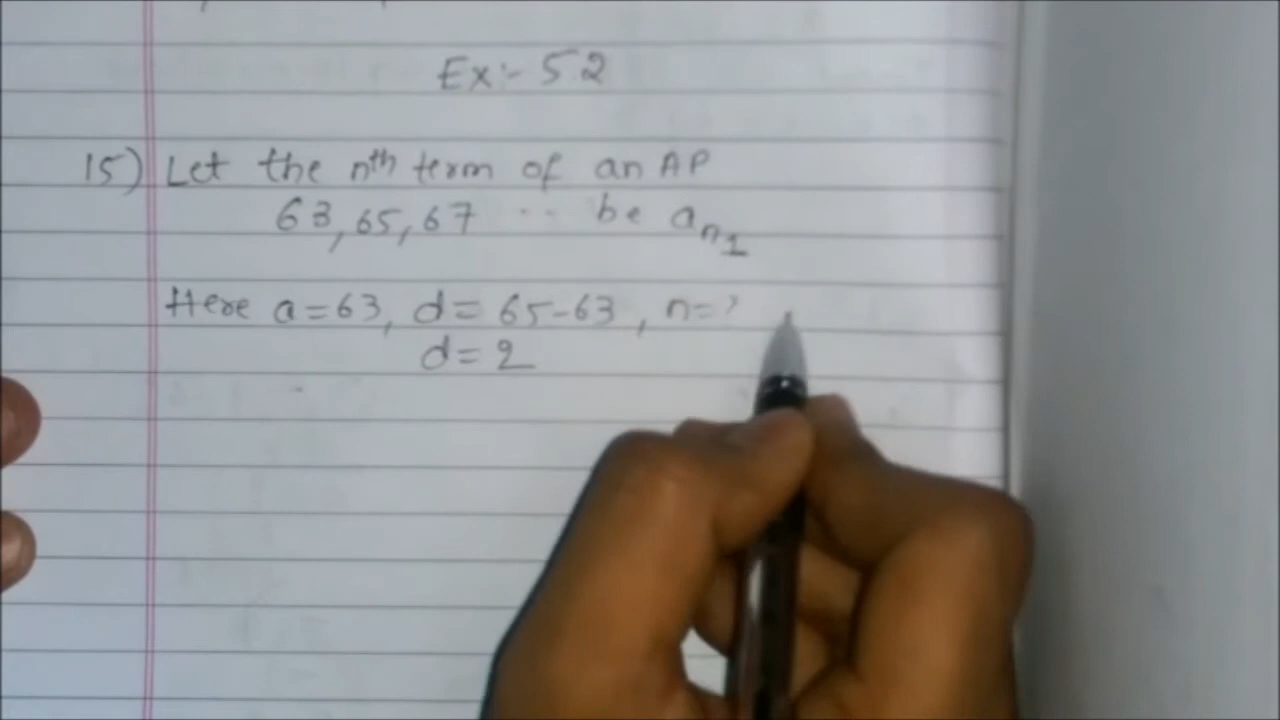 Ex:- 52
15) Let the nth term of an AP
63, 65, 67 ... be an1
Here a = 63, d = 65-63, n=?
d = 2